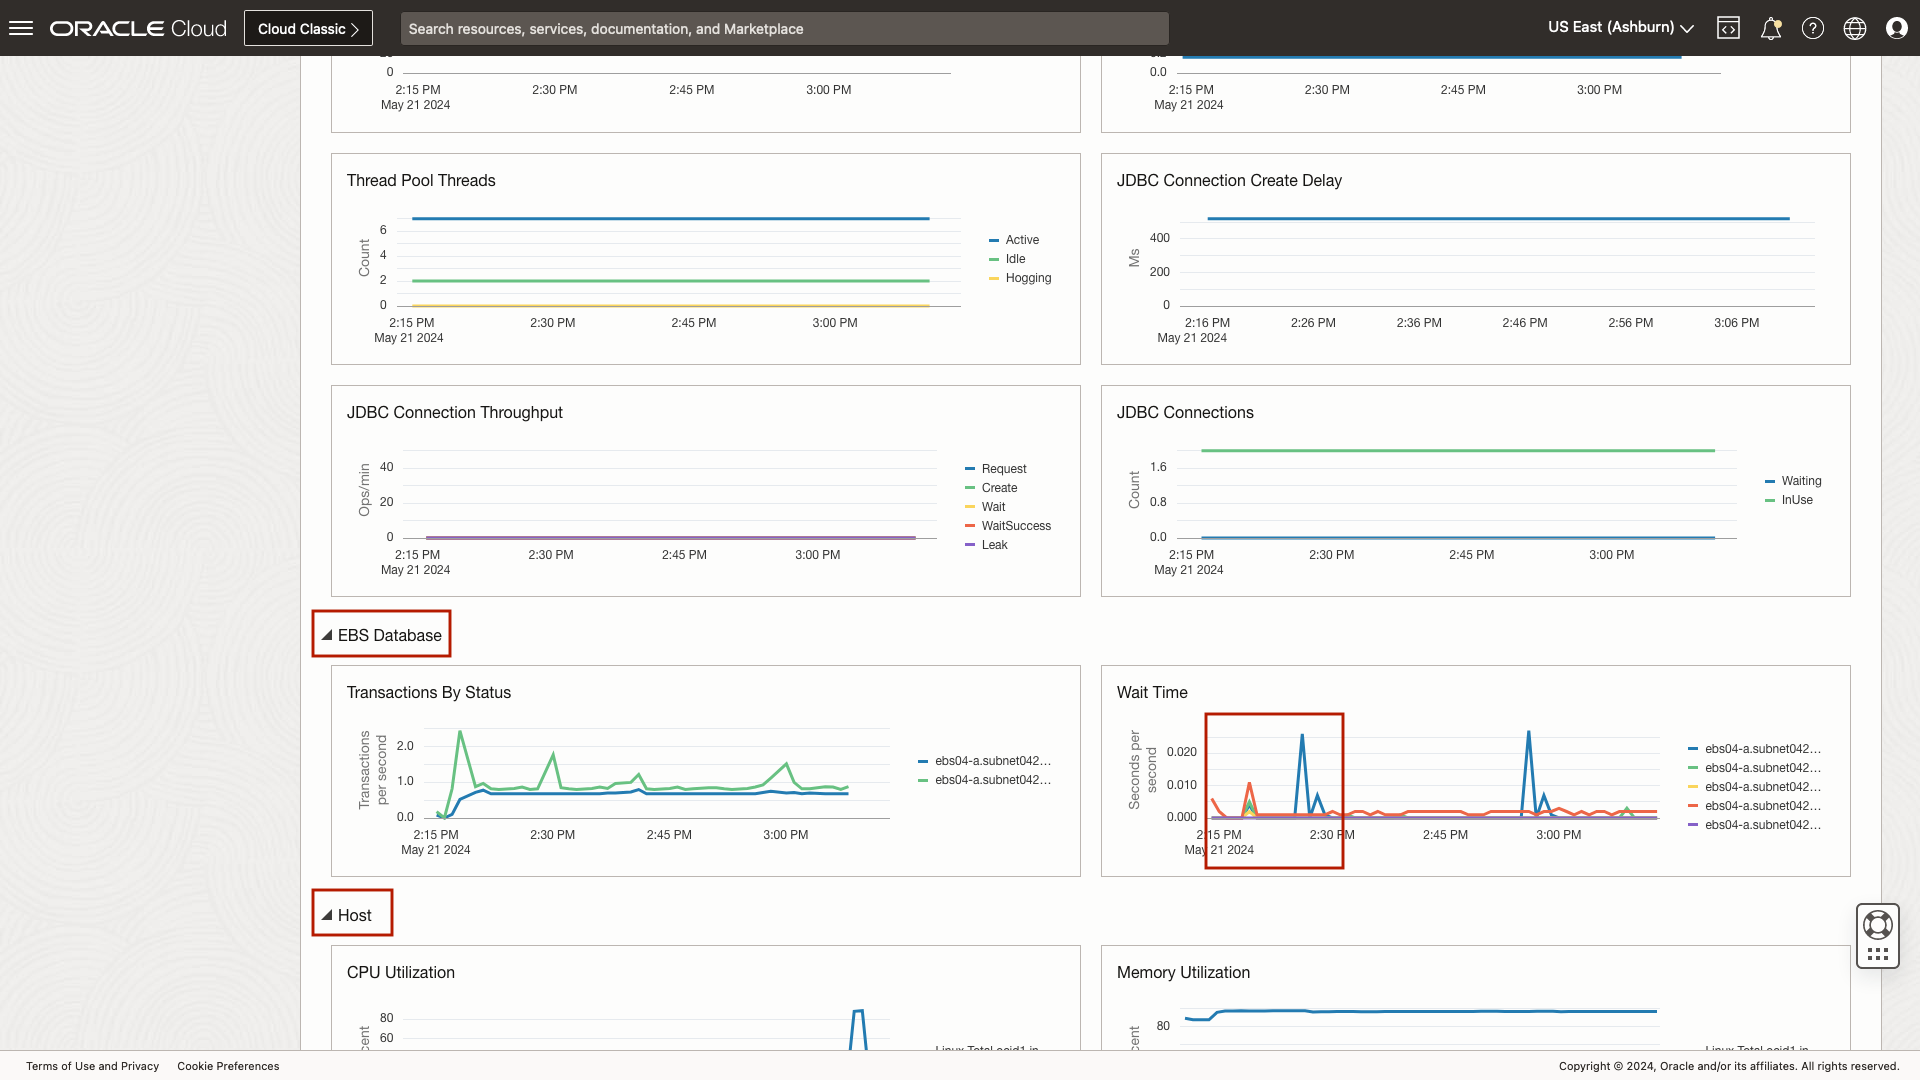 ORACLE Cloud
Cloud Classic
Search resources, services, documentation, and Marketplace
US East (Ashburn)
0
2:15 PM 2:30 PM 2:45 PM 3:00 PM
May 21 2024
0.0
2:15 PM 2:30 PM 2:45 PM 3:00 PM
May 21 2024
Thread Pool Threads
Count
6
4
2
0
2:15 PM 2:30 PM 2:45 PM 3:00 PM
May 21 2024
Active
Idle
Hogging
JDBC Connection Create Delay
Ms
400
200
0
2:16 PM 2:26 PM 2:36 PM 2:46 PM 2:56 PM 3:06 PM
May 21 2024
JDBC Connection Throughput
Ops/min
40
20
0
2:15 PM 2:30 PM 2:45 PM 3:00 PM
May 21 2024
Request
Create
Wait
WaitSuccess
Leak
JDBC Connections
Count
1.6
0.8
0.0
2:15 PM 2:30 PM 2:45 PM 3:00 PM
May 21 2024
Waiting
InUse
EBS Database
Transactions By Status
Transactions
per second
2.0
1.0
0.0
2:15 PM 2:30 PM 2:45 PM 3:00 PM
May 21 2024
ebs04-a.subnet042...
ebs04-a.subnet042...
Wait Time
Seconds per
second
0.020
0.010
0.000
2:15 PM 2:30 PM 2:45 PM 3:00 PM
May 21 2024
ebs04-a.subnet042...
ebs04-a.subnet042...
ebs04-a.subnet042...
ebs04-a.subnet042...
ebs04-a.subnet042...
Host
CPU Utilization
80
60
Memory Utilization
80
Terms of Use and Privacy Cookie Preferences
Copyright © 2024, Oracle and/or its affiliates. All rights reserved.